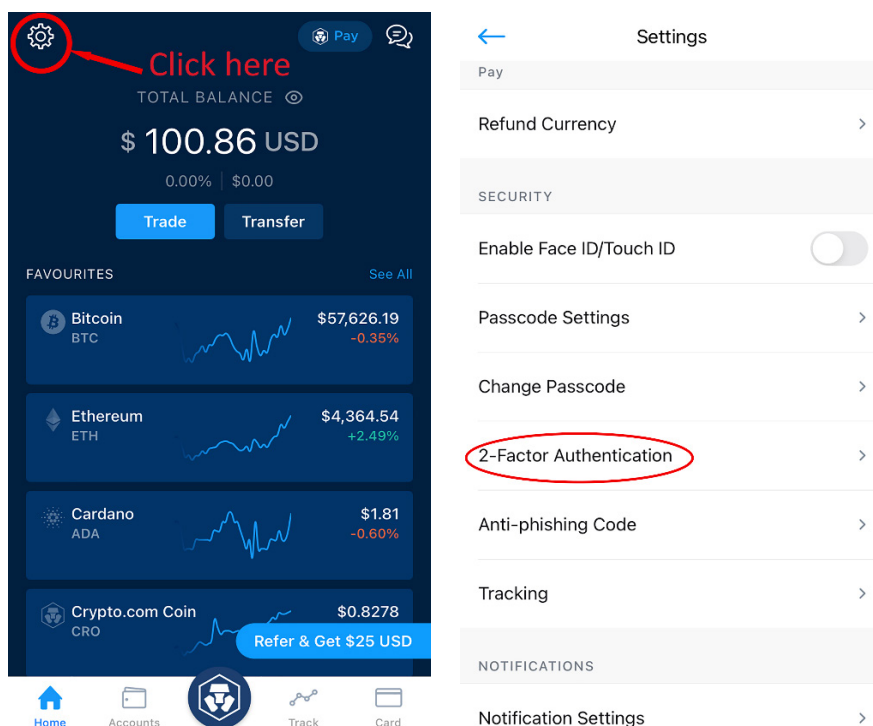 Pay
Click here
TOTAL BALANCE
$ 100.86 USD
0.00% | $0.00
Trade Transfer
FAVOURITES See All
Bitcoin $57,626.19
BTC -0.35%
Ethereum $4,364.54
ETH +2.49%
Cardano $1.81
ADA -0.60%
Crypto.com Coin $0.8278
CRO
Refer & Get $25 USD
Home Accounts Track Card
Settings
Pay
Refund Currency
SECURITY
Enable Face ID/Touch ID
Passcode Settings
Change Passcode
2-Factor Authentication
Anti-phishing Code
Tracking
NOTIFICATIONS
Notification Settings